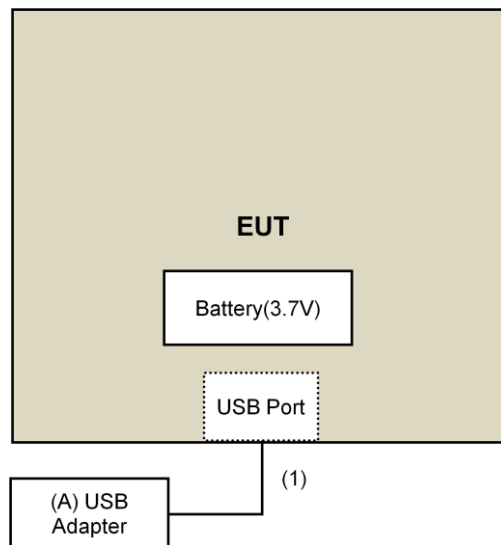 EUT
Battery(3.7V)
USB Port
(1)
(A) USB
Adapter